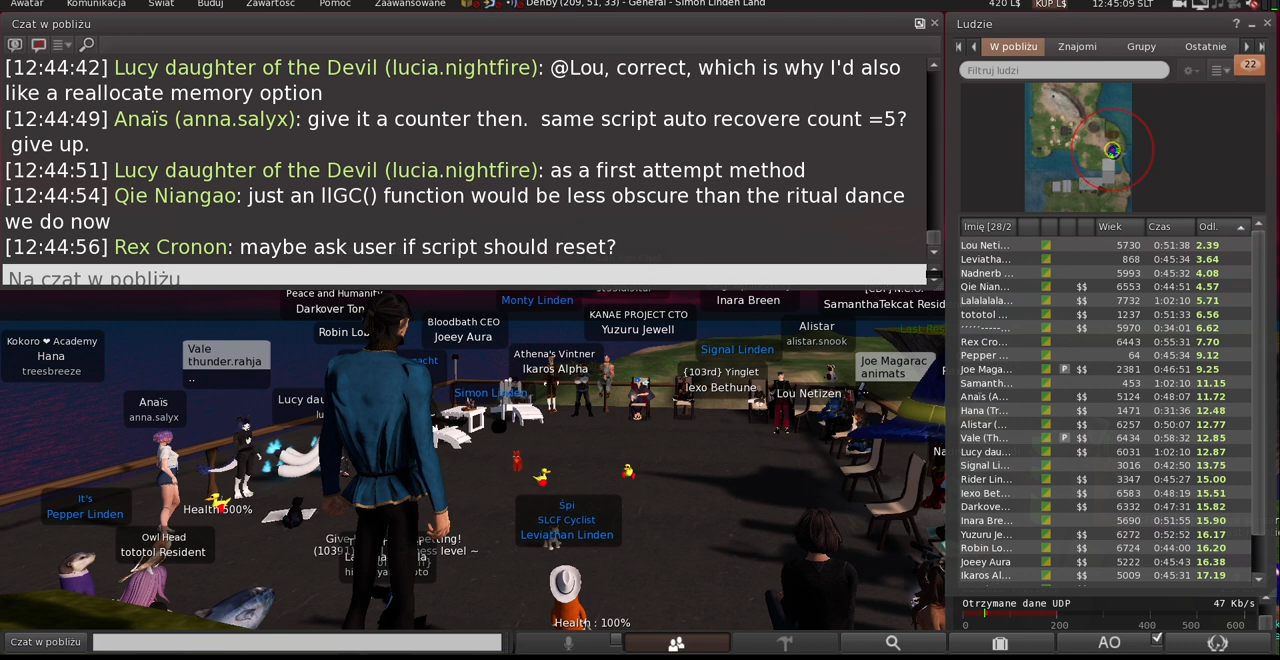 Awatar Komunikacja Świat Buduj Zawartość Pomoc Zaawansowane Denby (209, 51, 33) - General - Simon Linden Land 420 L$ KUP L$ 12:45:09 SLT
Czat w pobliżu
[12:44:42] Lucy daughter of the Devil (lucia.nightfire): @Lou, correct, which is why I'd also
like a reallocate memory option
[12:44:49] Anaïs (anna.salyx): give it a counter then. same script auto recovere count =5?
give up.
[12:44:51] Lucy daughter of the Devil (lucia.nightfire): as a first attempt method
[12:44:54] Qie Niangao: just an llGC() function would be less obscure than the ritual dance
we do now
[12:44:56] Rex Cronon: maybe ask user if script should reset?
Na czat w pobliżu
Peace and Humanity
Darkover Ton
Monty Linden
Inara Breen
SamanthaTekcat Resid
Robin Lo
Bloodbath CEO
Joeey Aura
KANAE PROJECT CTO
Yuzuru Jewell
Alistar
alistar.snook
Kokoro ❤ Academy
Hana
treesbreeze
Vale
thunder.rahja
..
Athena's Vintner
Ikaros Alpha
Signal Linden
Joe Magarac
animats
{103rd} Yinglet
Iexo Bethune
Simon Linden
Lou Netizen
Anaïs
anna.salyx
Lucy dau
It's
Pepper Linden
Health 500%
Śpi
SLCF Cyclist
Leviathan Linden
Owl Head
tototol Resident
Health : 100%
Czat w pobliżu
Ludzie
W pobliżu Znajomi Grupy Ostatnie
Filtruj ludzi
22
Imię [28/2 Wiek Czas Odl.
Lou Neti... 5730 0:51:38 2.39
Leviatha... 868 0:45:34 3.64
Nadnerb ... 5993 0:45:32 4.08
Qie Nian... $$ 6553 0:44:51 4.57
Lalalalala... $$ 7732 1:02:10 5.71
tototol ... $$ 1237 0:51:33 6.56
$$ 5970 0:34:01 6.62
Rex Cro... 6443 0:55:31 7.70
Pepper ... 64 0:45:34 9.12
Joe Maga... P $$ 2381 0:46:51 9.25
Samanth... 453 1:02:10 11.15
Anaïs (A... $$ 5124 0:48:07 11.72
Hana (Tr... $$ 1471 0:36:36 12.48
Alistar (... $$ 6257 0:50:07 12.77
Vale (Th... P $$ 6434 0:58:32 12.85
Lucy dau... $$ 6031 1:02:10 12.87
Signal Li... 3016 0:42:50 13.75
Rider Lin... $$ 3347 0:45:27 15.00
Iexo Bet... $$ 6583 0:48:19 15.51
Darkove... $$ 6332 0:47:31 15.82
Inara Bre... 5690 0:51:55 15.90
Yuzuru Je... $$ 6272 0:52:52 16.17
Robin Lo... $$ 6724 0:44:00 16.20
Joeey Aura $$ 5222 0:45:43 16.38
Ikaros Al... $$ 5009 0:45:31 17.19
Otrzymane dane UDP 47 Kb/s
0 200 400 500 600
AO